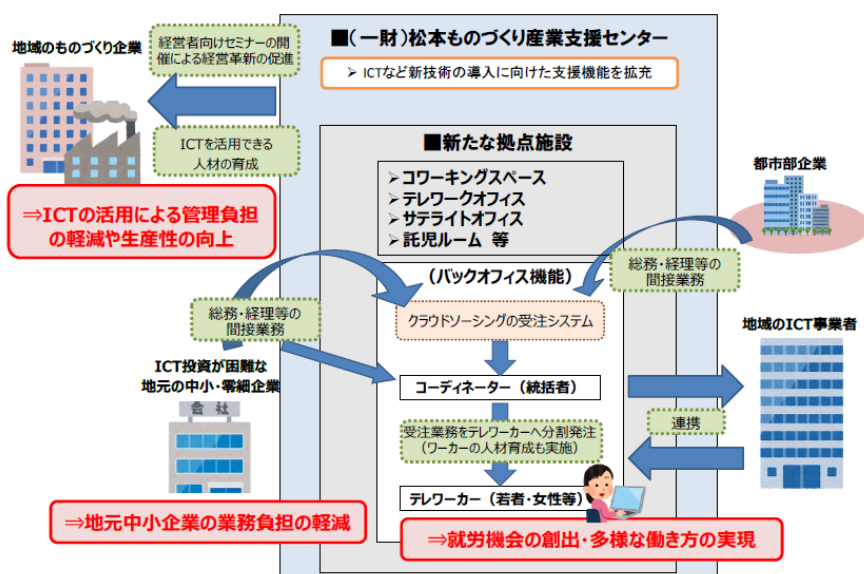 ■(一財)松本ものづくり産業支援センター
➢ ICTなど新技術の導入に向けた支援機能を拡充
地域のものづくり企業
経営者向けセミナーの開
催による経営革新の促進
ICTを活用できる
人材の育成
⇒ICTの活用による管理負担
の軽減や生産性の向上
■新たな拠点施設
➢コワーキングスペース
➢テレワークオフィス
➢サテライトオフィス
➢託児ルーム 等
都市部企業
総務・経理等の
間接業務
(バックオフィス機能)
クラウドソーシングの受注システム
総務・経理等の
間接業務
ICT投資が困難な
地元の中小・零細企業
会社
コーディネーター(統括者)
地域のICT事業者
連携
受注業務をテレワーカーへ分割発注
(ワーカーの人材育成も実施)
テレワーカー(若者・女性等)
⇒地元中小企業の業務負担の軽減
⇒就労機会の創出・多様な働き方の実現